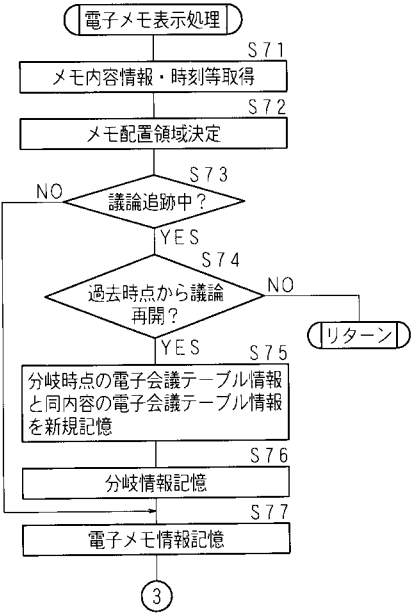 電子メモ表示処理
S71
メモ内容情報・時刻等取得
S72
メモ配置領域決定
S73
NO
議論追跡中?
YES
S74
過去時点から議論
再開?
NO
リターン
YES
S75
分岐時点の電子会議テーブル情報
と同内容の電子会議テーブル情報
を新規記憶
S76
分岐情報記憶
S77
電子メモ情報記憶
3